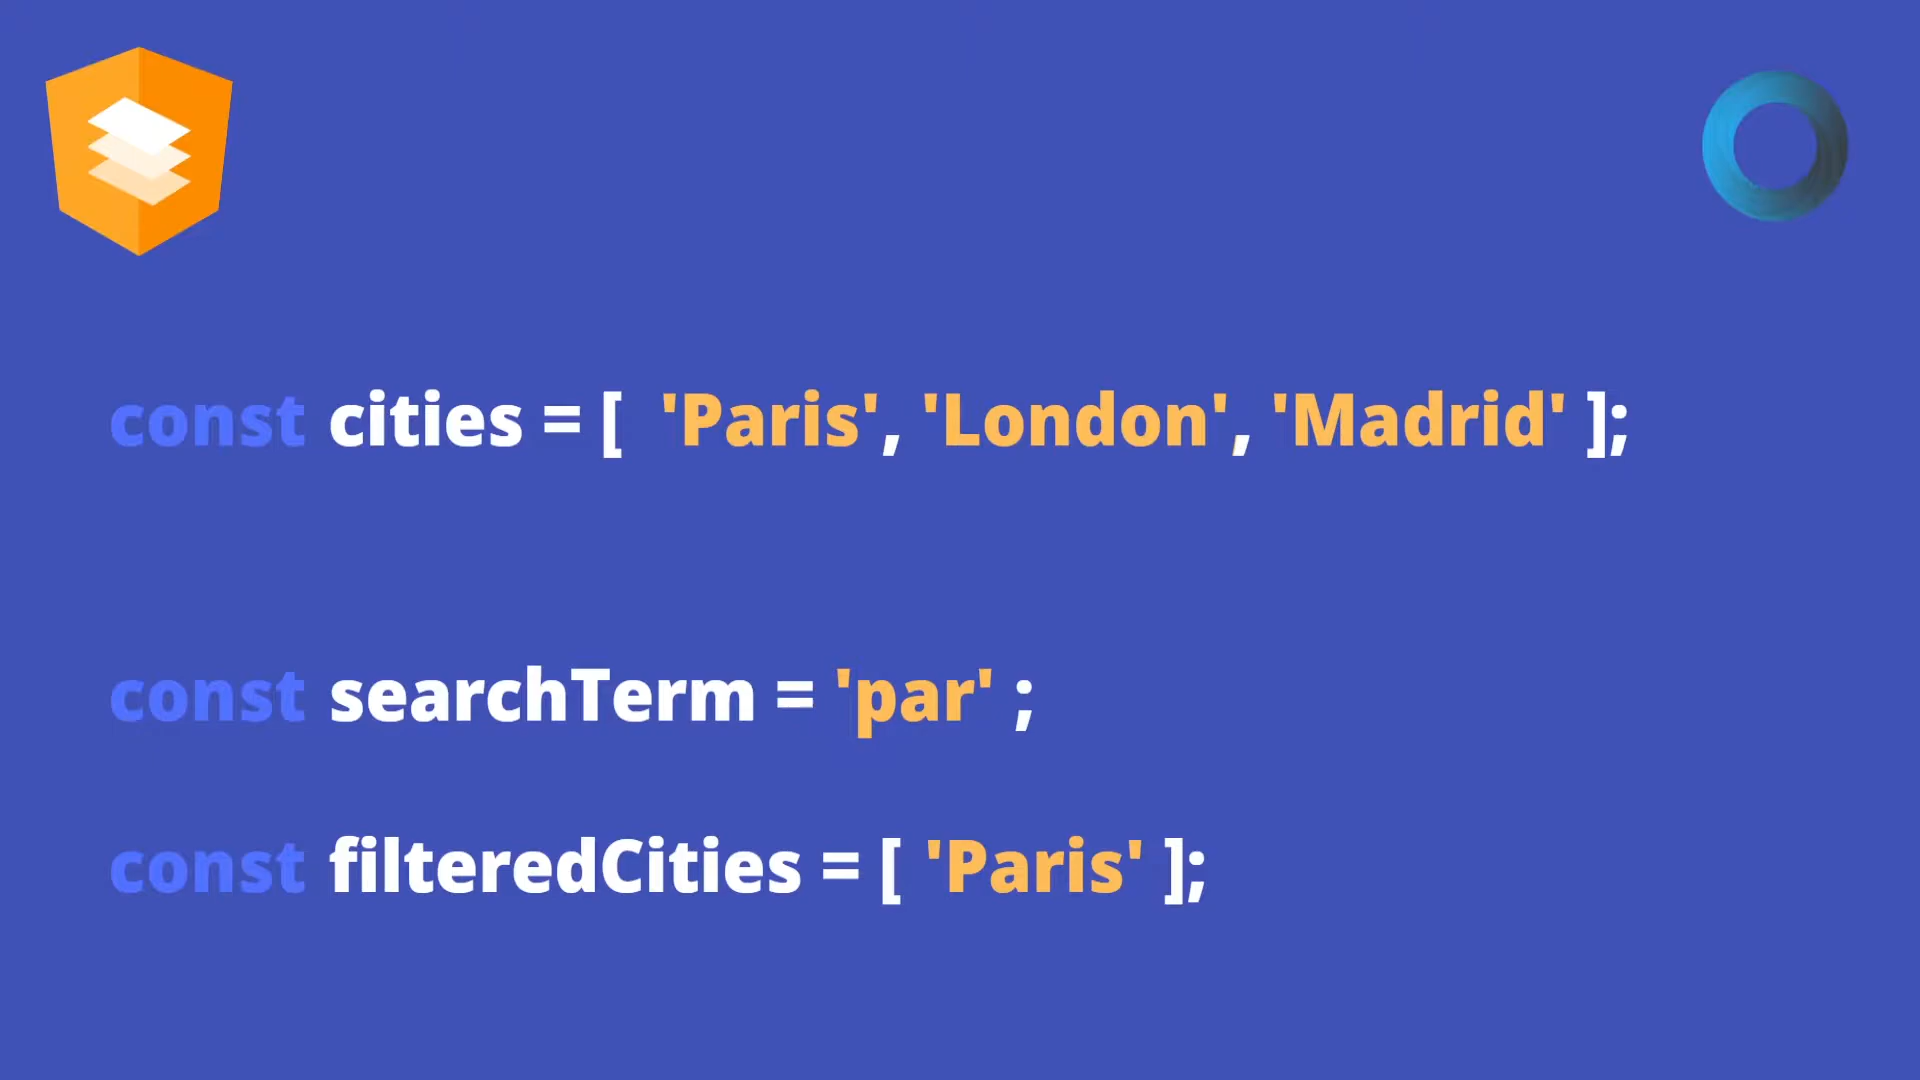 const cities = [ 'Paris', 'London', 'Madrid' ];
const searchTerm = 'par' ;
const filteredCities = [ 'Paris' ];